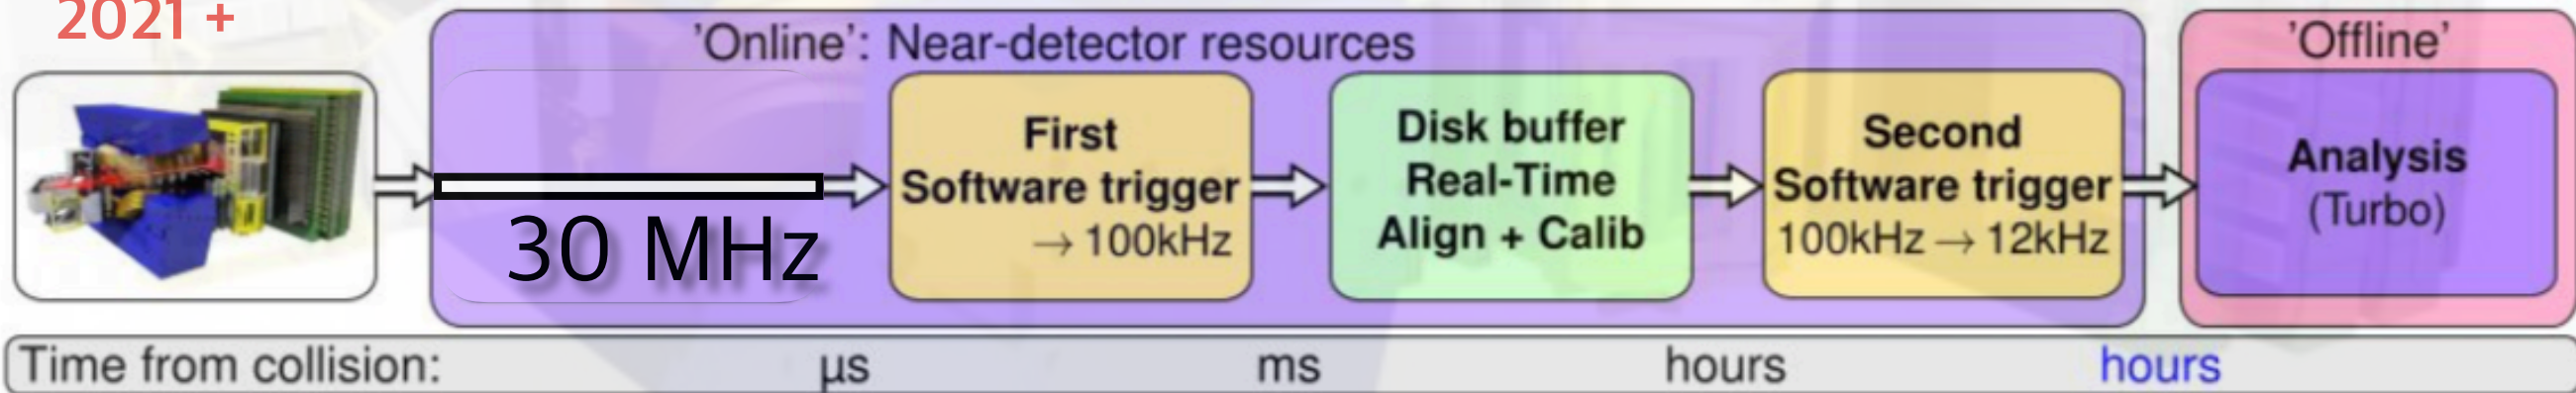 2021 +
'Online': Near-detector resources
'Offline'
30 MHz
First
Software trigger
→ 100kHz
Disk buffer
Real-Time
Align + Calib
Second
Software trigger
100kHz → 12kHz
Analysis
(Turbo)
Time from collision: µs ms hours hours